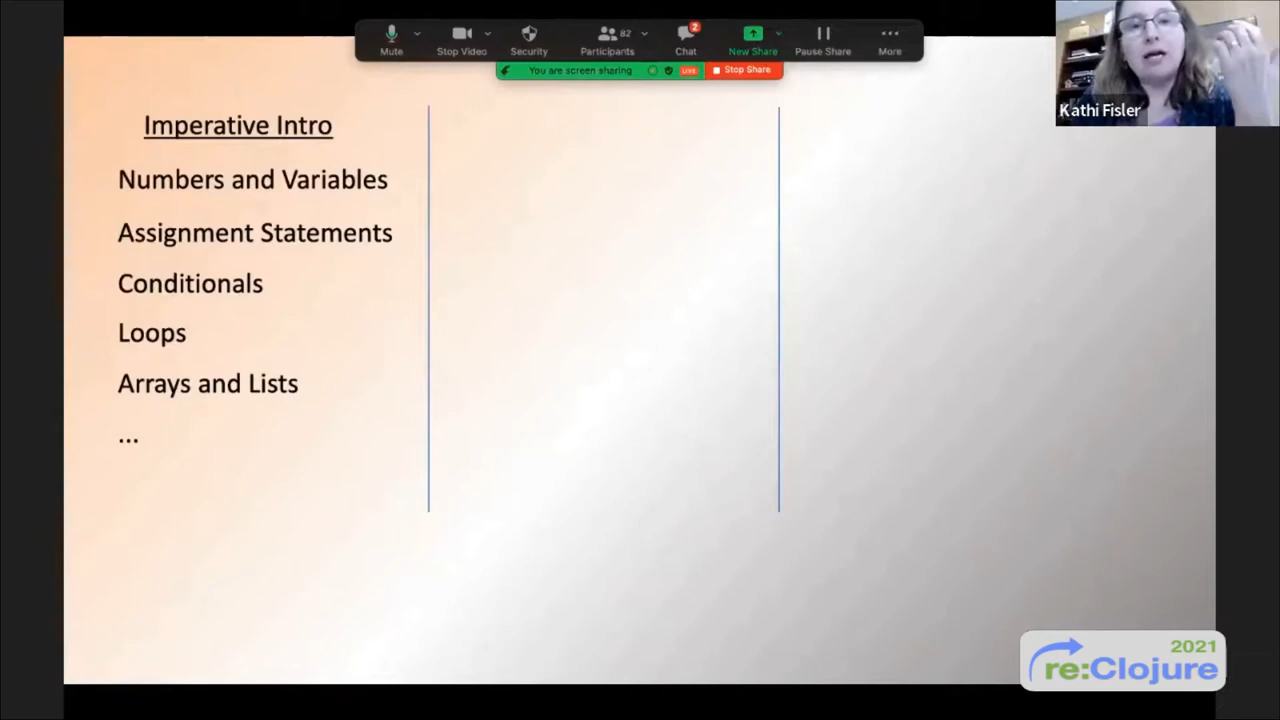 Mute
Stop Video
Security
82
Participants
2
Chat
New Share
Pause Share
More
You are screen sharing
LIVE
Stop Share
Kathi Fisler
Imperative Intro
Numbers and Variables
Assignment Statements
Conditionals
Loops
Arrays and Lists
...
2021
re:Clojure